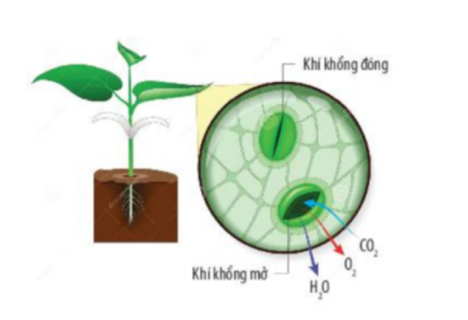 Khí khổng đóng
CO₂
O₂
Khí khổng mở
H₂O